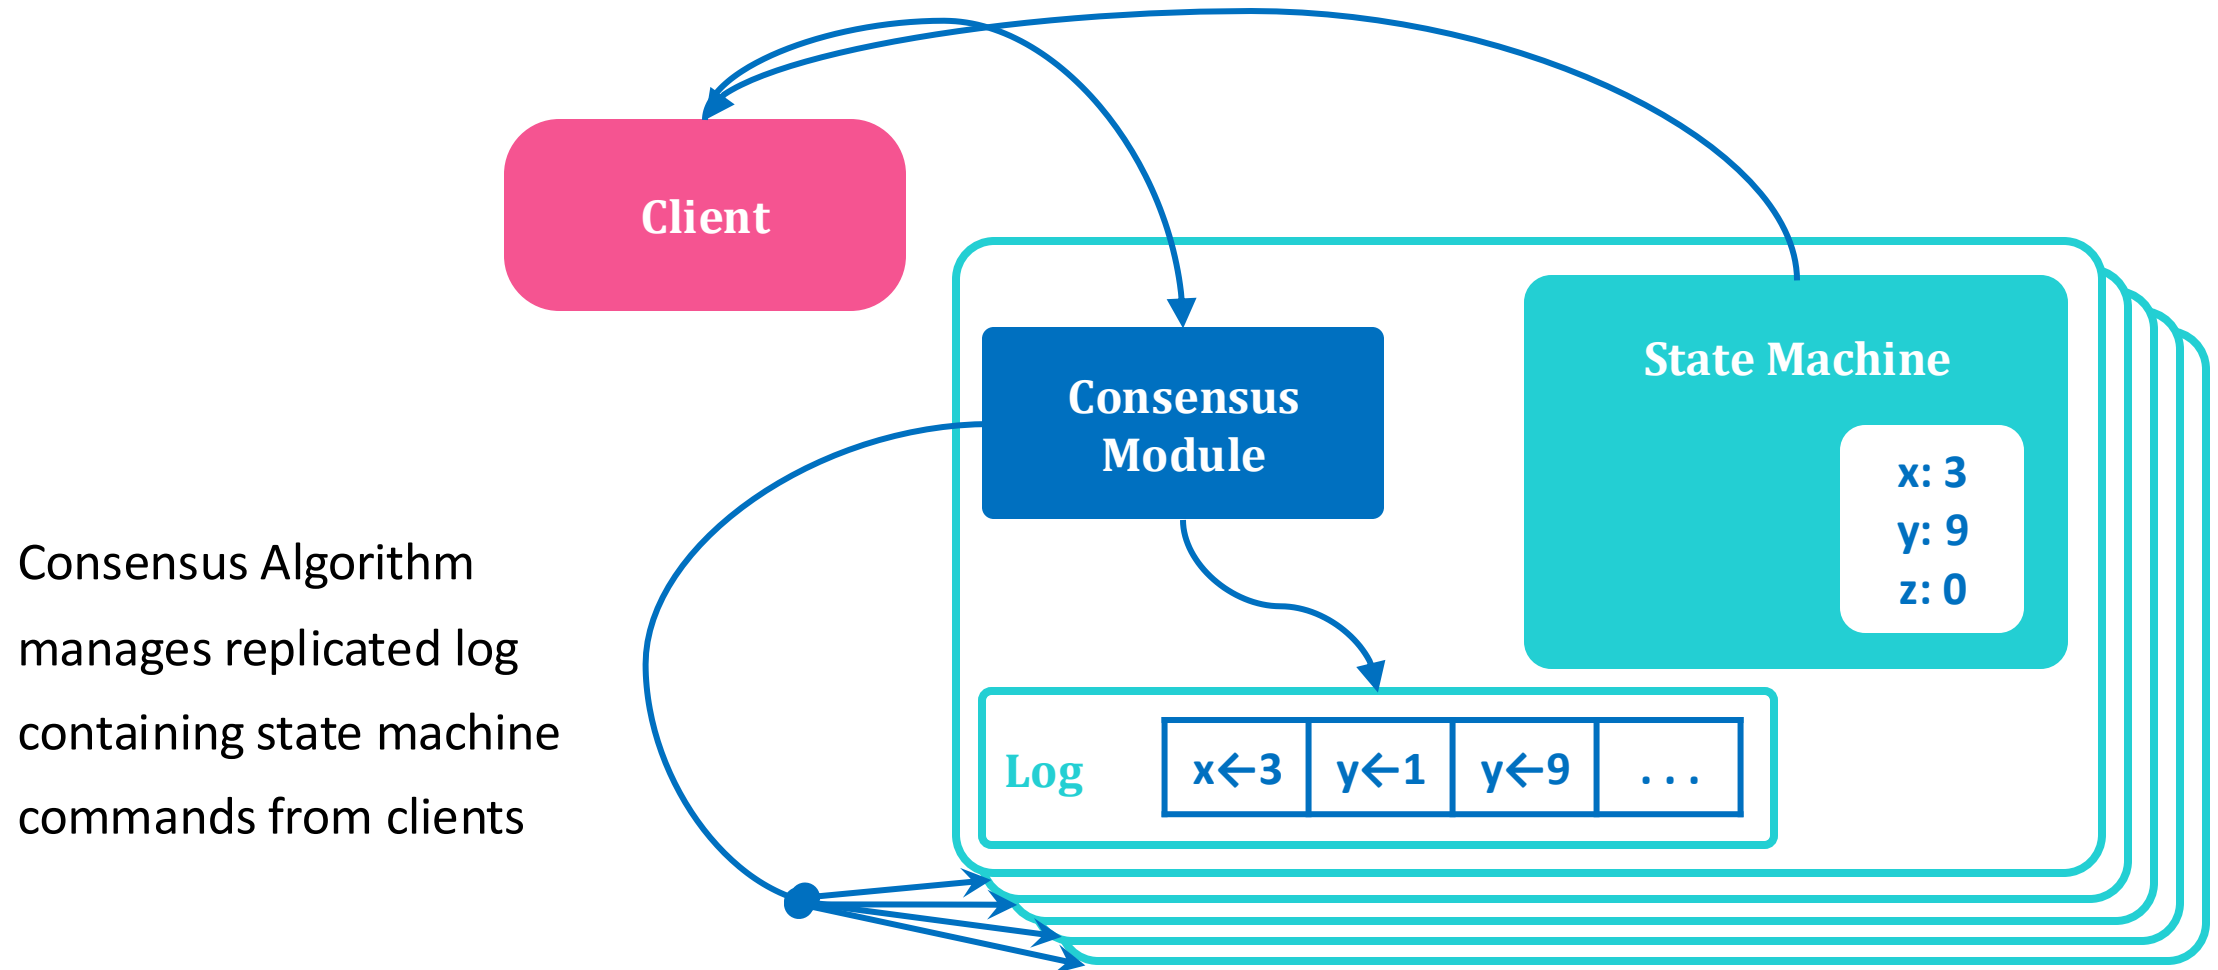 Client
State Machine
Consensus
Module
x: 3
y: 9
z: 0
Consensus Algorithm
manages replicated log
containing state machine
commands from clients
Log
x←3
y←1
y←9
. . .